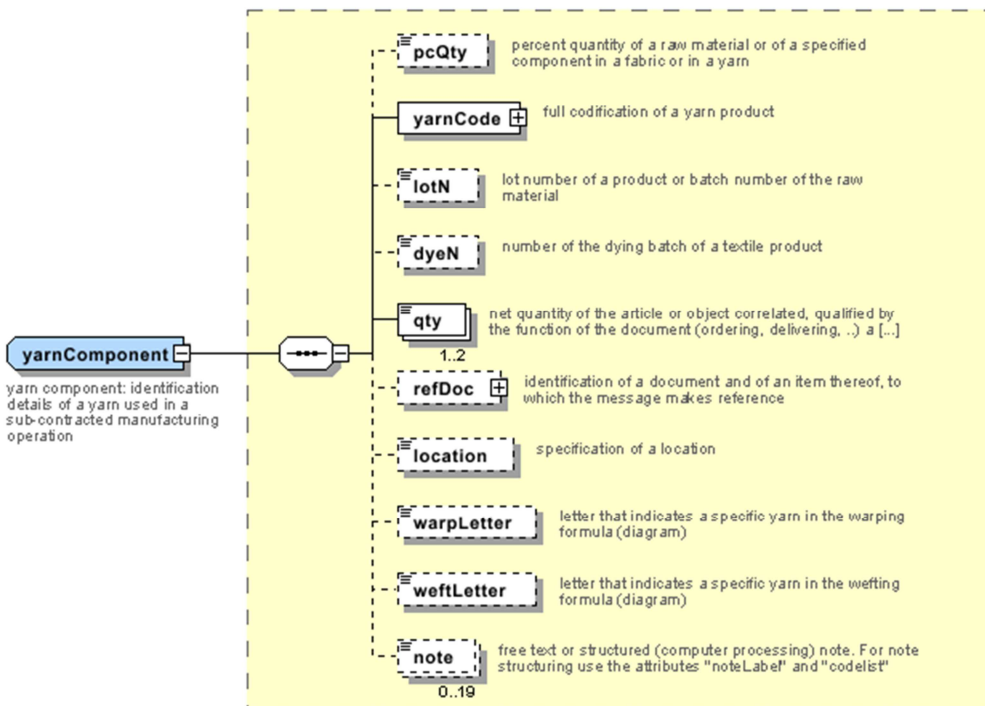 pcQty
percent quantity of a raw material or of a specified
component in a fabric or in a yarn
yarnCode
full codification of a yarn product
lotN
lot number of a product or batch number of the raw
material
dyeN
number of the dying batch of a textile product
qty
net quantity of the article or object correlated, qualified by
the function of the document (ordering, delivering, ..) a [...]
1..2
yarnComponent
yarn component: identification
details of a yarn used in a
sub-contracted manufacturing
operation
refDoc
identification of a document and of an item thereof, to
which the message makes reference
location
specification of a location
warpLetter
letter that indicates a specific yarn in the warping
formula (diagram)
weftLetter
letter that indicates a specific yarn in the wefting
formula (diagram)
note
free text or structured (computer processing) note. For note
structuring use the attributes "noteLabel" and "codelist"
0..19